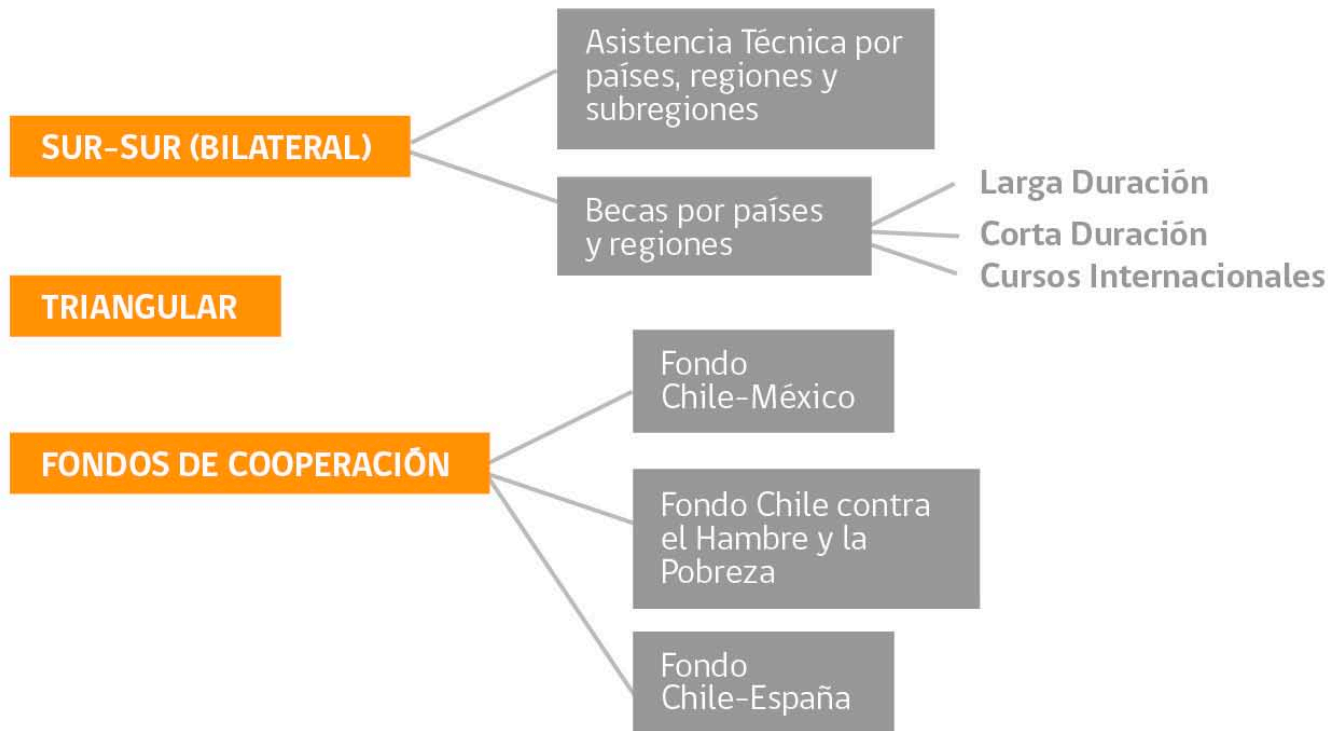 SUR-SUR (BILATERAL)
Asistencia Técnica por
países, regiones y
subregiones
Becas por países
y regiones
Larga Duración
Corta Duración
Cursos Internacionales
TRIANGULAR
FONDOS DE COOPERACIÓN
Fondo
Chile-México
Fondo Chile contra
el Hambre y la
Pobreza
Fondo
Chile-España